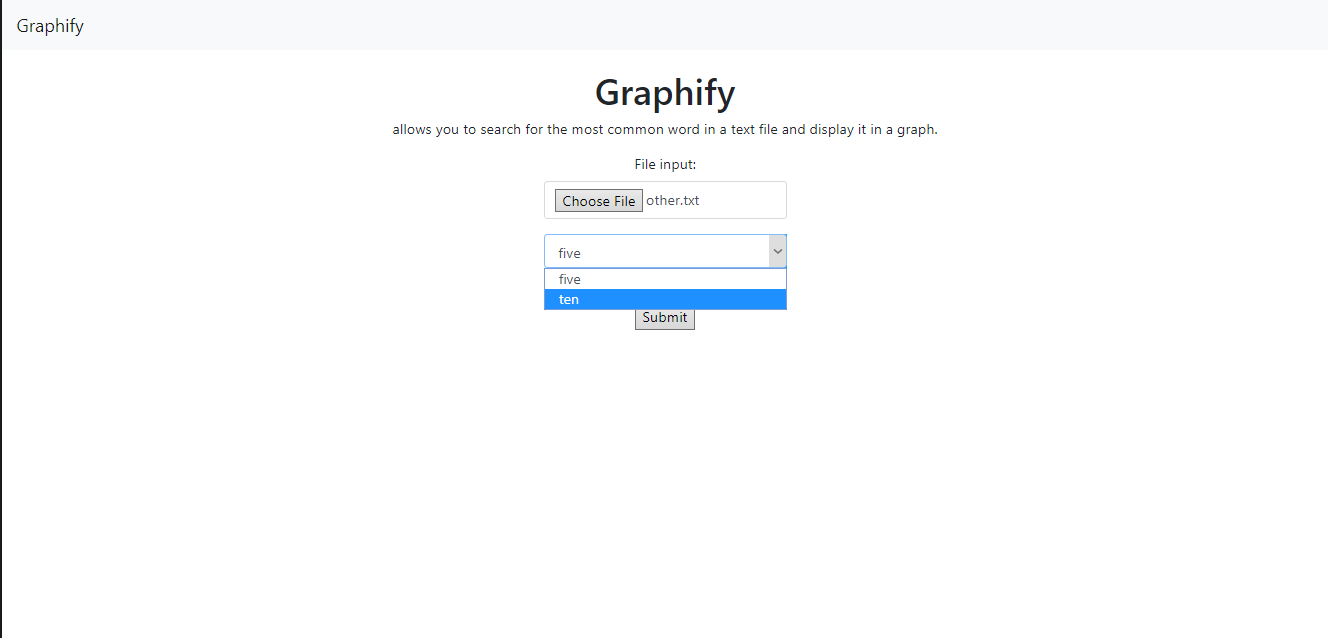 Graphify
Graphify
allows you to search for the most common word in a text file and display it in a graph.
File input:
Choose File other.txt
five
five
ten
Submit